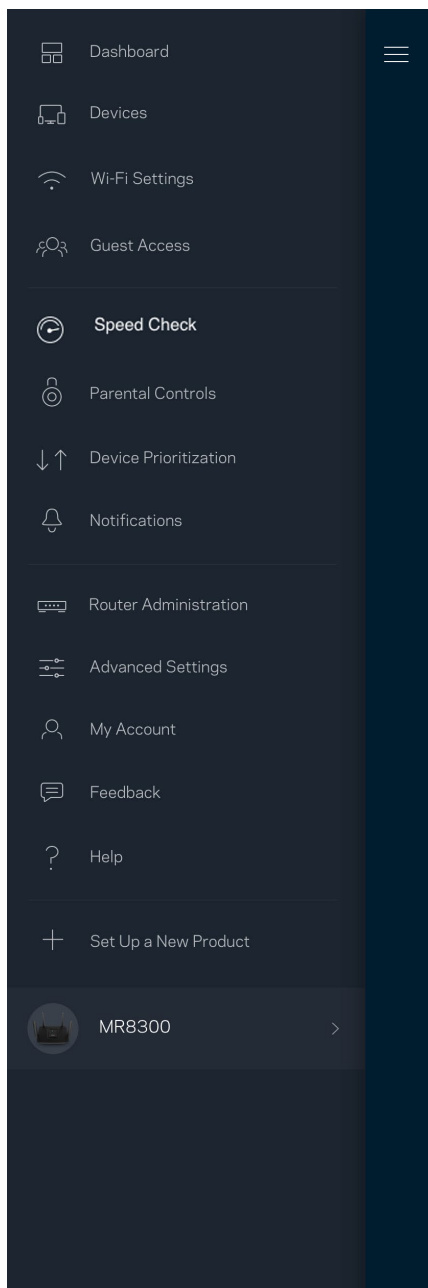 Dashboard
Devices
Wi-Fi Settings
Guest Access
Speed Check
Parental Controls
Device Prioritization
Notifications
Router Administration
Advanced Settings
My Account
Feedback
Help
Set Up a New Product
MR8300